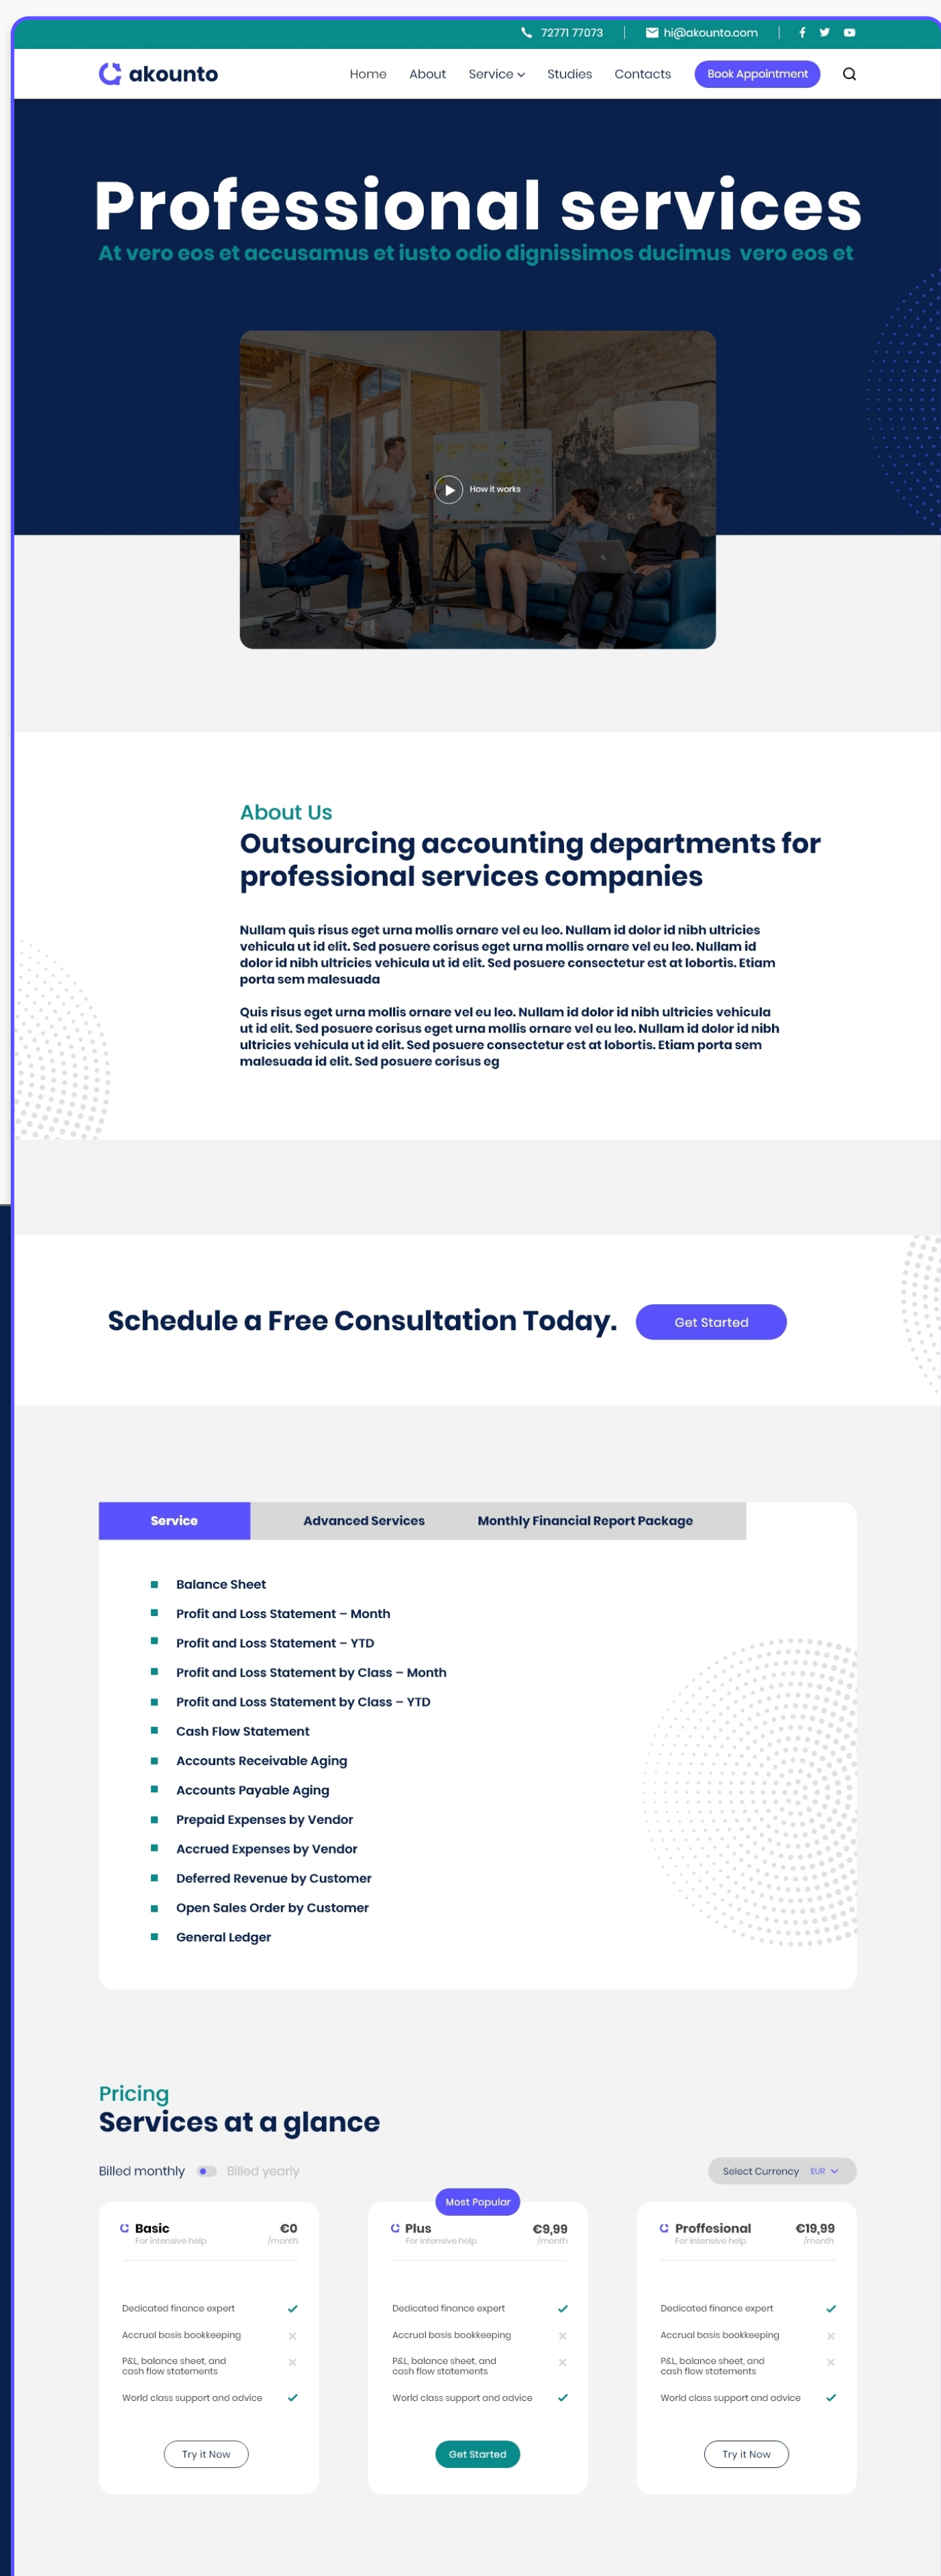 72771 77073 hi@akounto.com
akounto
Home About Service Studies Contacts Book Appointment
Professional services
At vero eos et accusamus et iusto odio dignissimos ducimus vero eos et
How it works
About Us
Outsourcing accounting departments for
professional services companies
Nullam quis risus eget urna mollis ornare vel eu leo. Nullam id dolor id nibh ultricies
vehicula ut id elit. Sed posuere corisus eget urna mollis ornare vel eu leo. Nullam id
dolor id nibh ultricies vehicula ut id elit. Sed posuere consectetur est at lobortis. Etiam
porta sem malesuada
Quis risus eget urna mollis ornare vel eu leo. Nullam id dolor id nibh ultricies vehicula
ut id elit. Sed posuere corisus eget urna mollis ornare vel eu leo. Nullam id dolor id nibh
ultricies vehicula ut id elit. Sed posuere consectetur est at lobortis. Etiam porta sem
malesuada id elit. Sed posuere corisus eg
Schedule a Free Consultation Today. Get Started
Service Advanced Services Monthly Financial Report Package
Balance Sheet
Profit and Loss Statement – Month
Profit and Loss Statement – YTD
Profit and Loss Statement by Class – Month
Profit and Loss Statement by Class – YTD
Cash Flow Statement
Accounts Receivable Aging
Accounts Payable Aging
Prepaid Expenses by Vendor
Accrued Expenses by Vendor
Deferred Revenue by Customer
Open Sales Order by Customer
General Ledger
Pricing
Services at a glance
Billed monthly Billed yearly Select Currency EUR
Basic €0
For intensive help /month
Dedicated finance expert
Accrual basis bookkeeping
P&L, balance sheet, and
cash flow statements
World class support and advice
Try it Now
Most Popular
Plus €9,99
For intensive help /month
Dedicated finance expert
Accrual basis bookkeeping
P&L, balance sheet, and
cash flow statements
World class support and advice
Get Started
Proffesional €19,99
For intensive help /month
Dedicated finance expert
Accrual basis bookkeeping
P&L, balance sheet, and
cash flow statements
World class support and advice
Try it Now